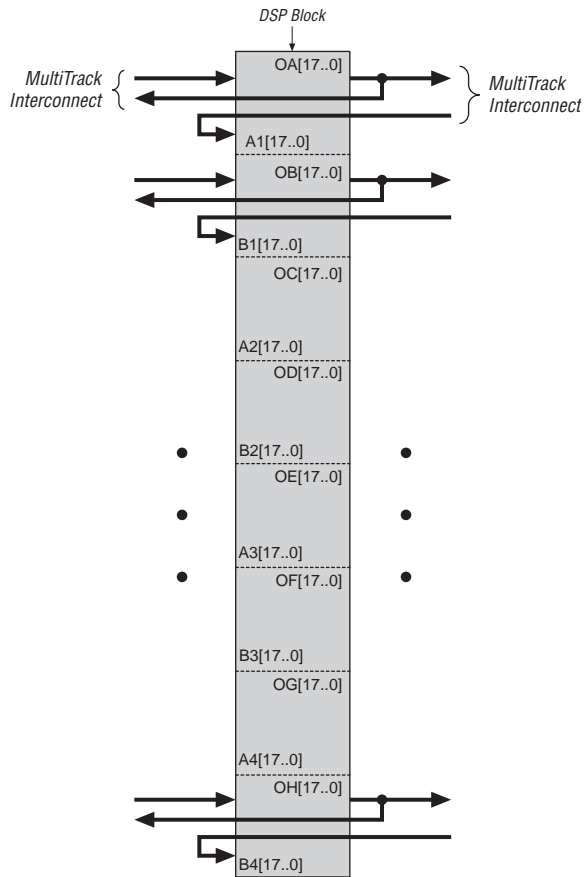 DSP Block
MultiTrack
Interconnect
OA[17..0]
MultiTrack
Interconnect
A1[17..0]
OB[17..0]
B1[17..0]
OC[17..0]
A2[17..0]
OD[17..0]
B2[17..0]
OE[17..0]
A3[17..0]
OF[17..0]
B3[17..0]
OG[17..0]
A4[17..0]
OH[17..0]
B4[17..0]